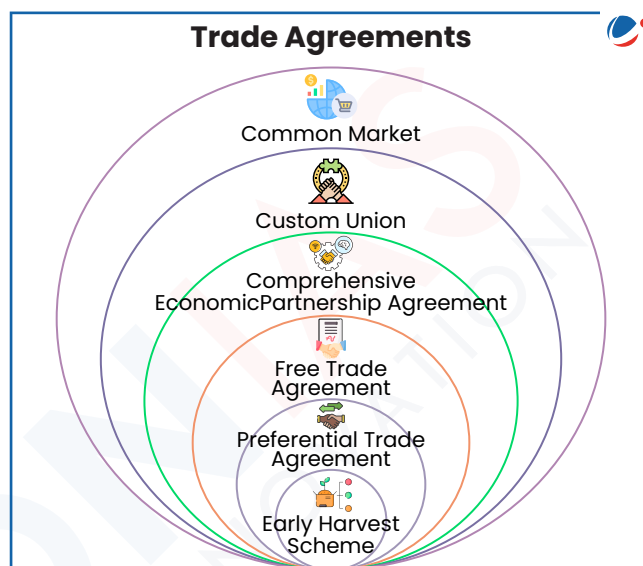 Trade Agreements
Common Market
Custom Union
Comprehensive
EconomicPartnership Agreement
Free Trade
Agreement
Preferential Trade
Agreement
Early Harvest
Scheme